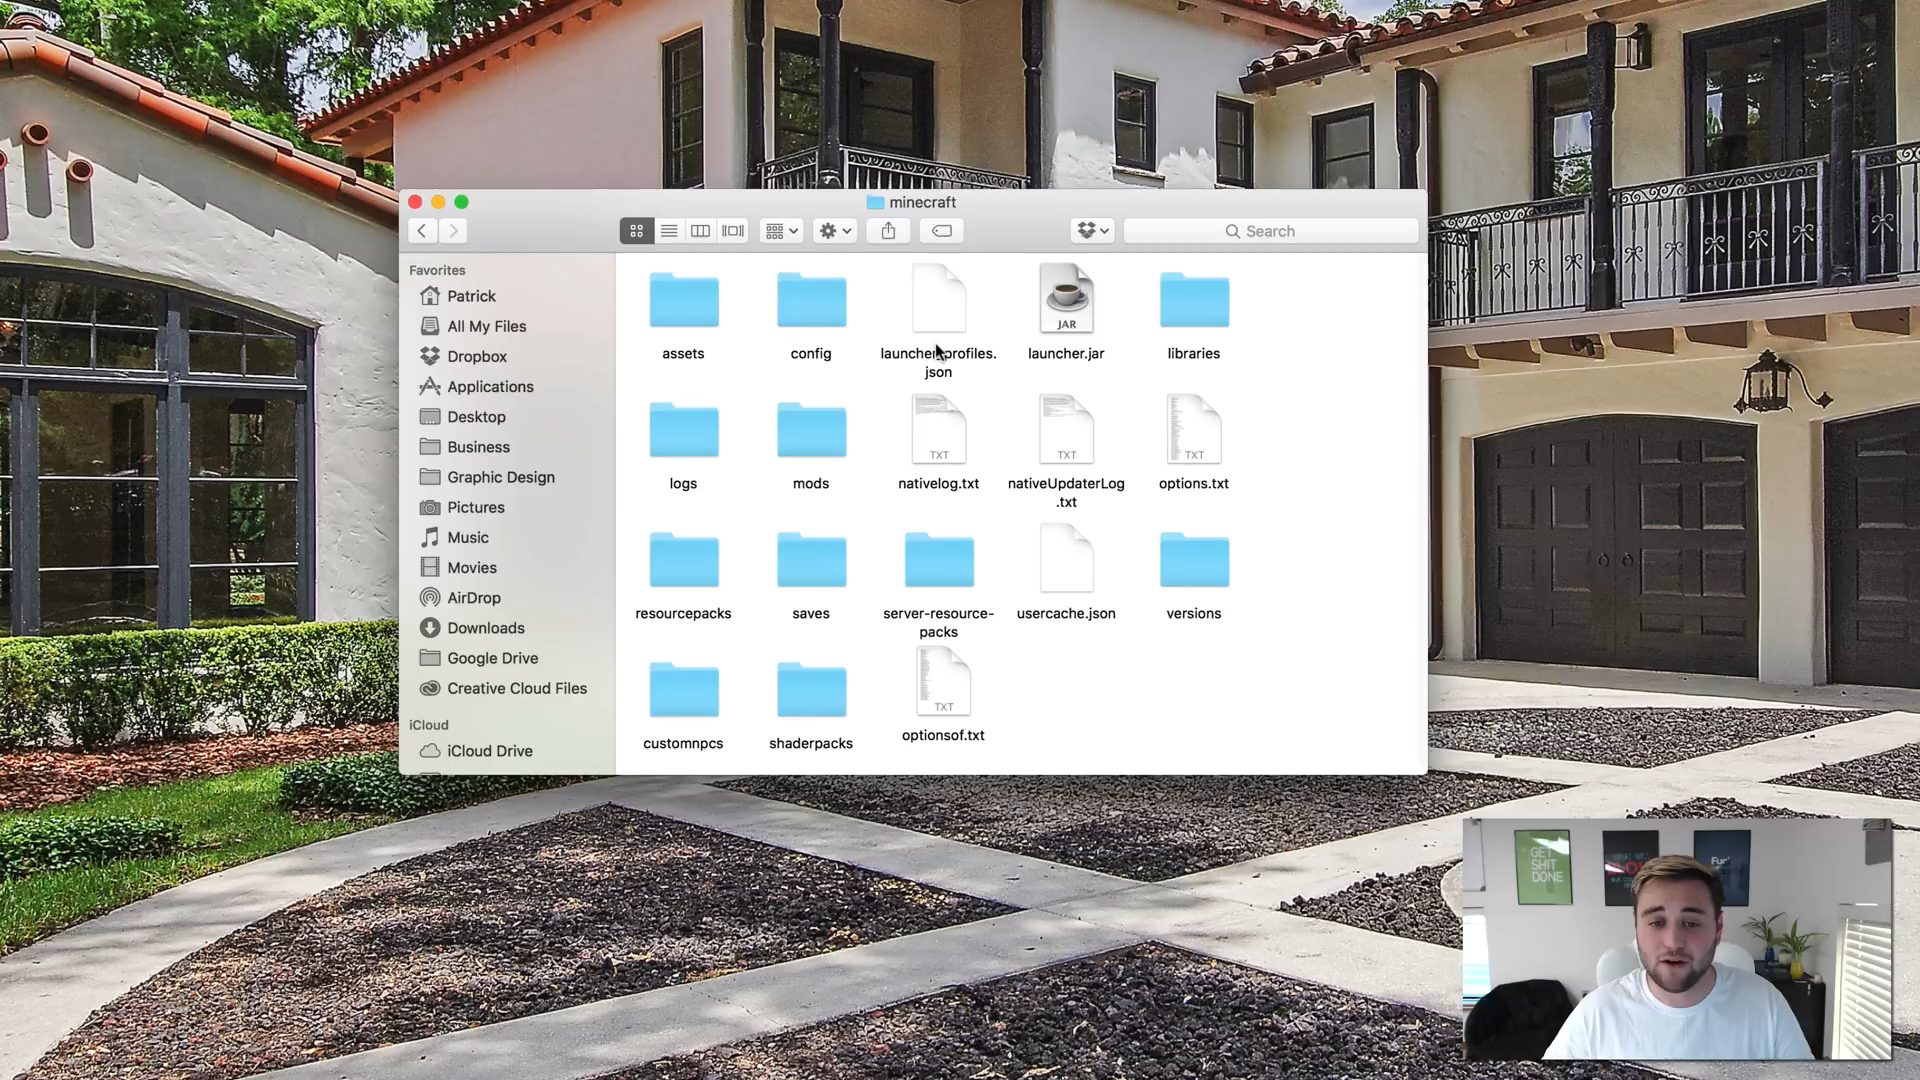 minecraft
Search
Favorites
Patrick
All My Files
Dropbox
Applications
Desktop
Business
Graphic Design
Pictures
Music
Movies
AirDrop
Downloads
Google Drive
Creative Cloud Files
iCloud
iCloud Drive
assets
config
launcher_profiles.
json
JAR
launcher.jar
libraries
logs
mods
TXT
nativelog.txt
TXT
nativeUpdaterLog
.txt
TXT
options.txt
resourcepacks
saves
server-resource-
packs
usercache.json
versions
customnpcs
shaderpacks
TXT
optionsof.txt
GET
SHIT
DONE